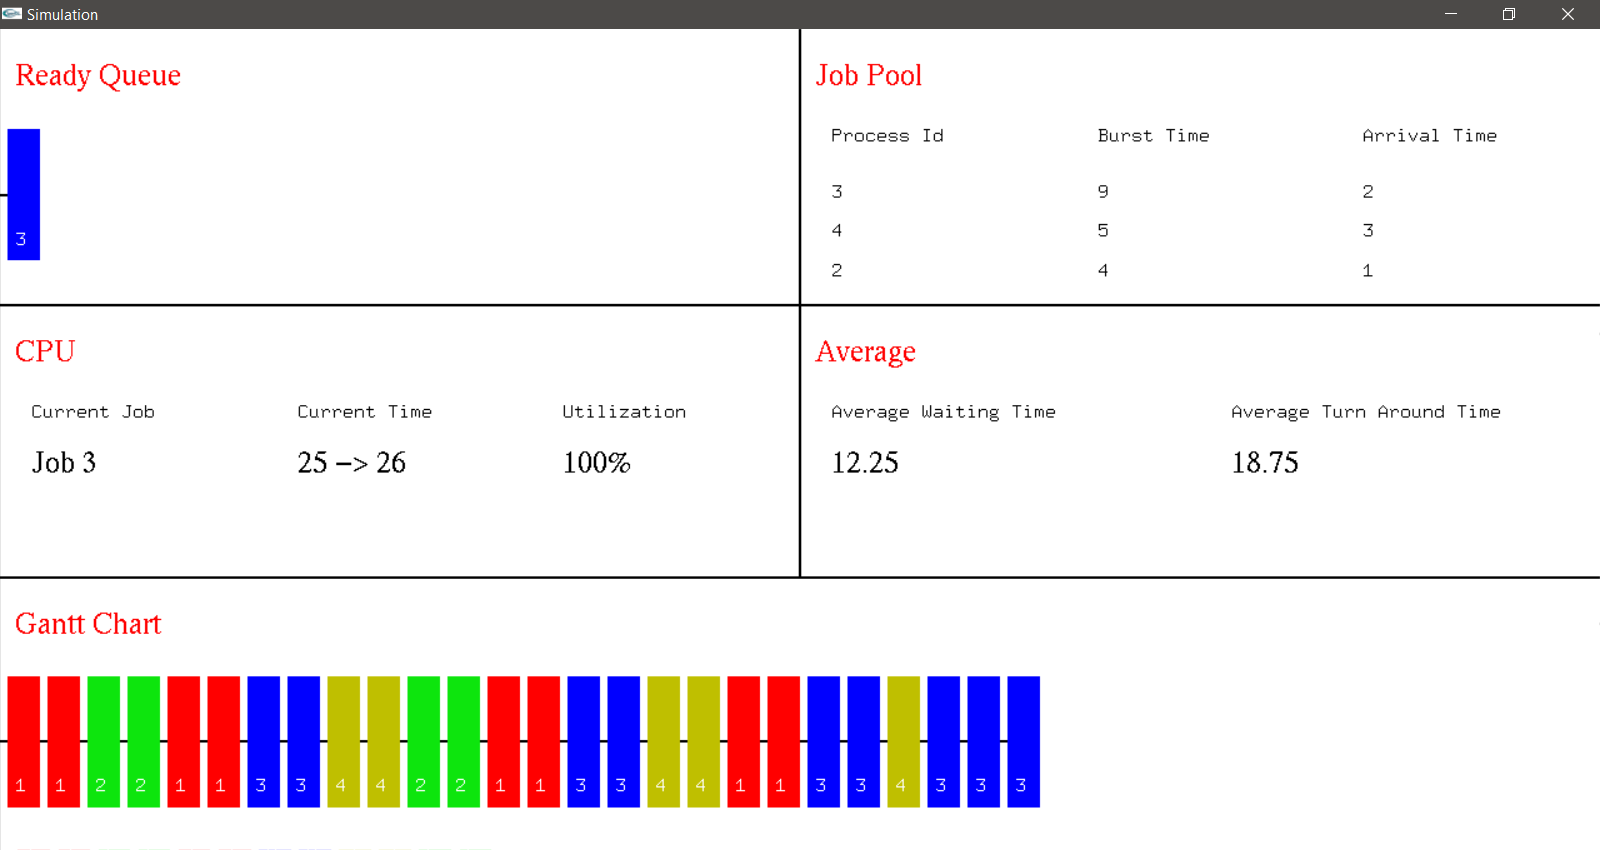 Simulation
Ready Queue
3
Job Pool
Process Id Burst Time Arrival Time
3 9 2
4 5 3
2 4 1
CPU
Current Job Current Time Utilization
Job 3 25 −> 26 100%
Average
Average Waiting Time Average Turn Around Time
12.25 18.75
Gantt Chart
1 1 2 2 1 1 3 3 4 4 2 2 1 1 3 3 4 4 1 1 3 3 4 3 3 3